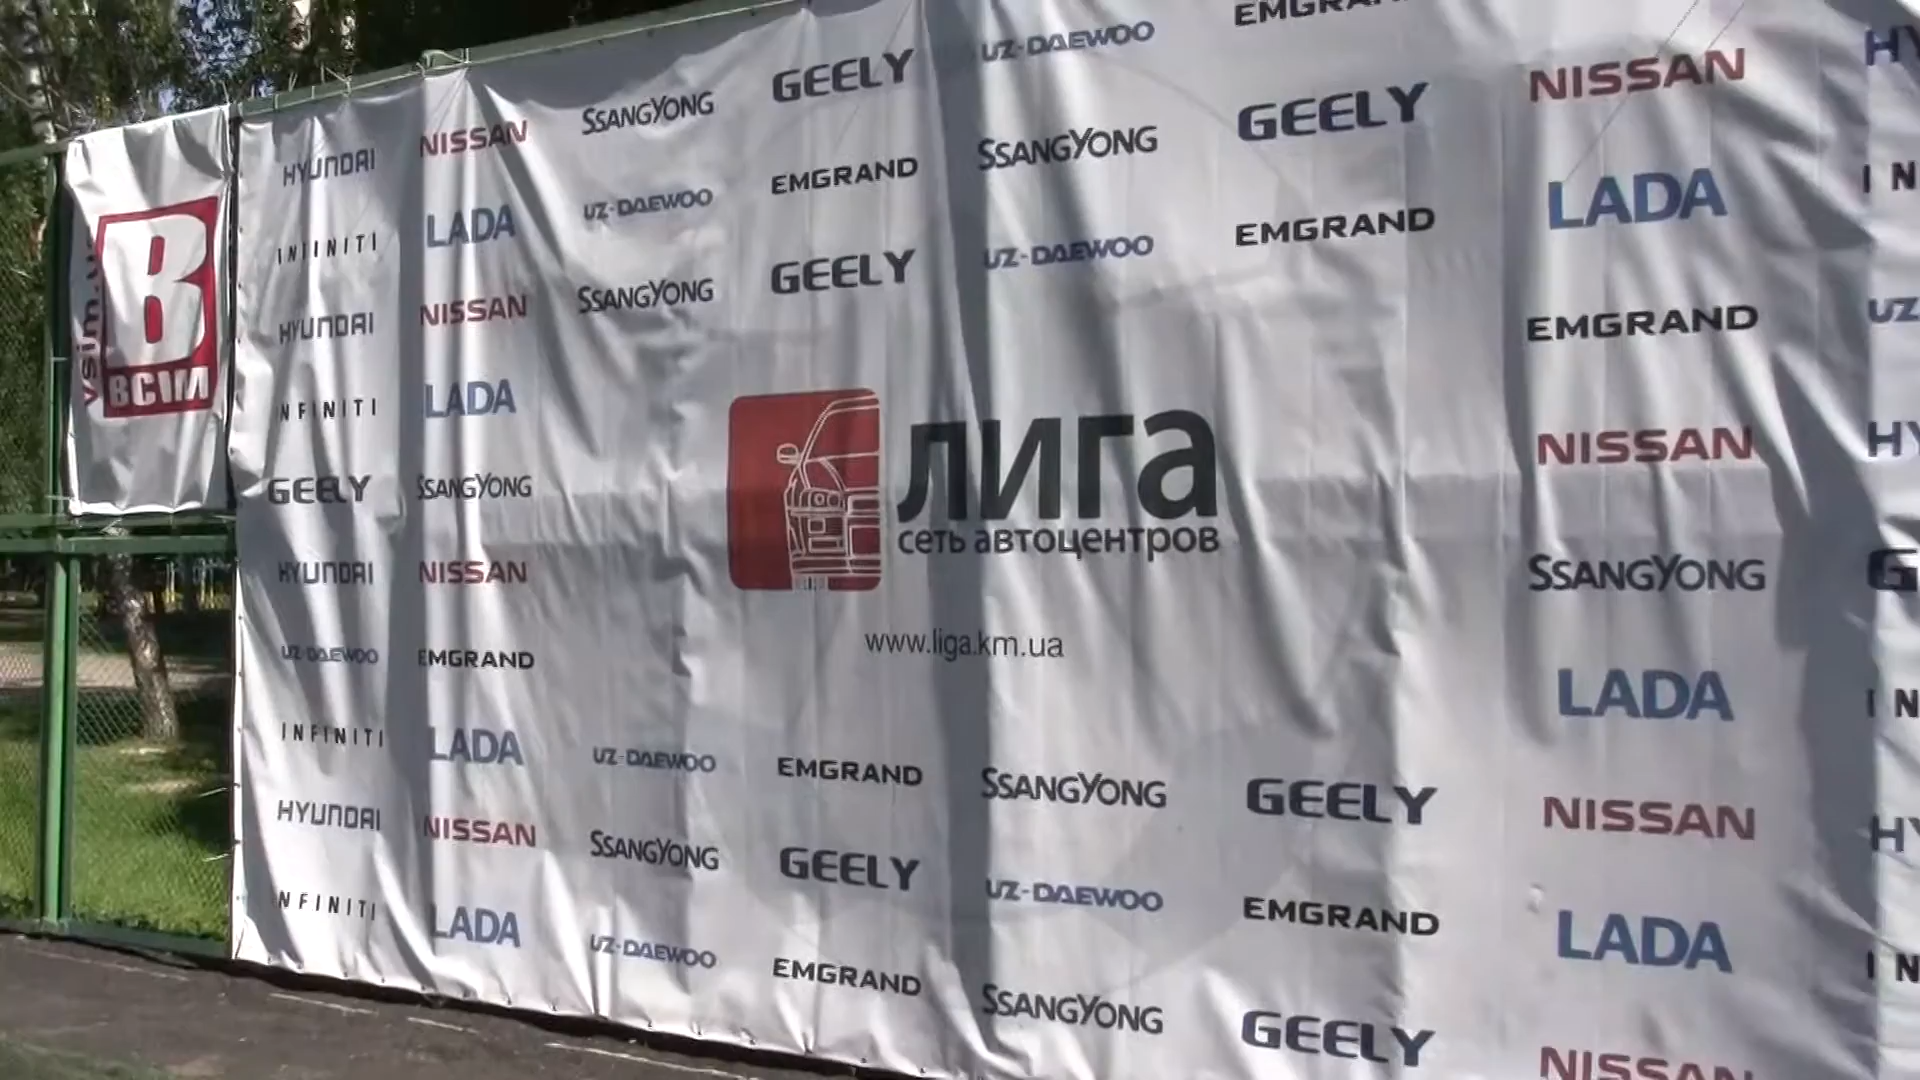 vsim.ua
В
ВСІМ
HYUNDAI
INFINITI
HYUNDAI
INFINITI
GEELY
HYUNDAI
UZ-DAEWOO
INFINITI
HYUNDAI
INFINITI
NISSAN
LADA
NISSAN
LADA
SSANGYONG
NISSAN
EMGRAND
LADA
NISSAN
LADA
SSANGYONG
UZ-DAEWOO
SSANGYONG
GEELY
EMGRAND
GEELY
UZ-DAEWOO
SSANGYONG
UZ-DAEWOO
EMGRAND
GEELY
EMGRAND
лига
сеть автоцентров
www.liga.km.ua
UZ-DAEWOO
SSANGYONG
UZ-DAEWOO
EMGRAND
GEELY
EMGRAND
SSANGYONG
UZ-DAEWOO
SSANGYONG
GEELY
EMGRAND
GEELY
NISSAN
LADA
EMGRAND
NISSAN
SSANGYONG
LADA
NISSAN
LADA
NISSAN
HY
IN
UZ
HY
G
IN
HY
IN